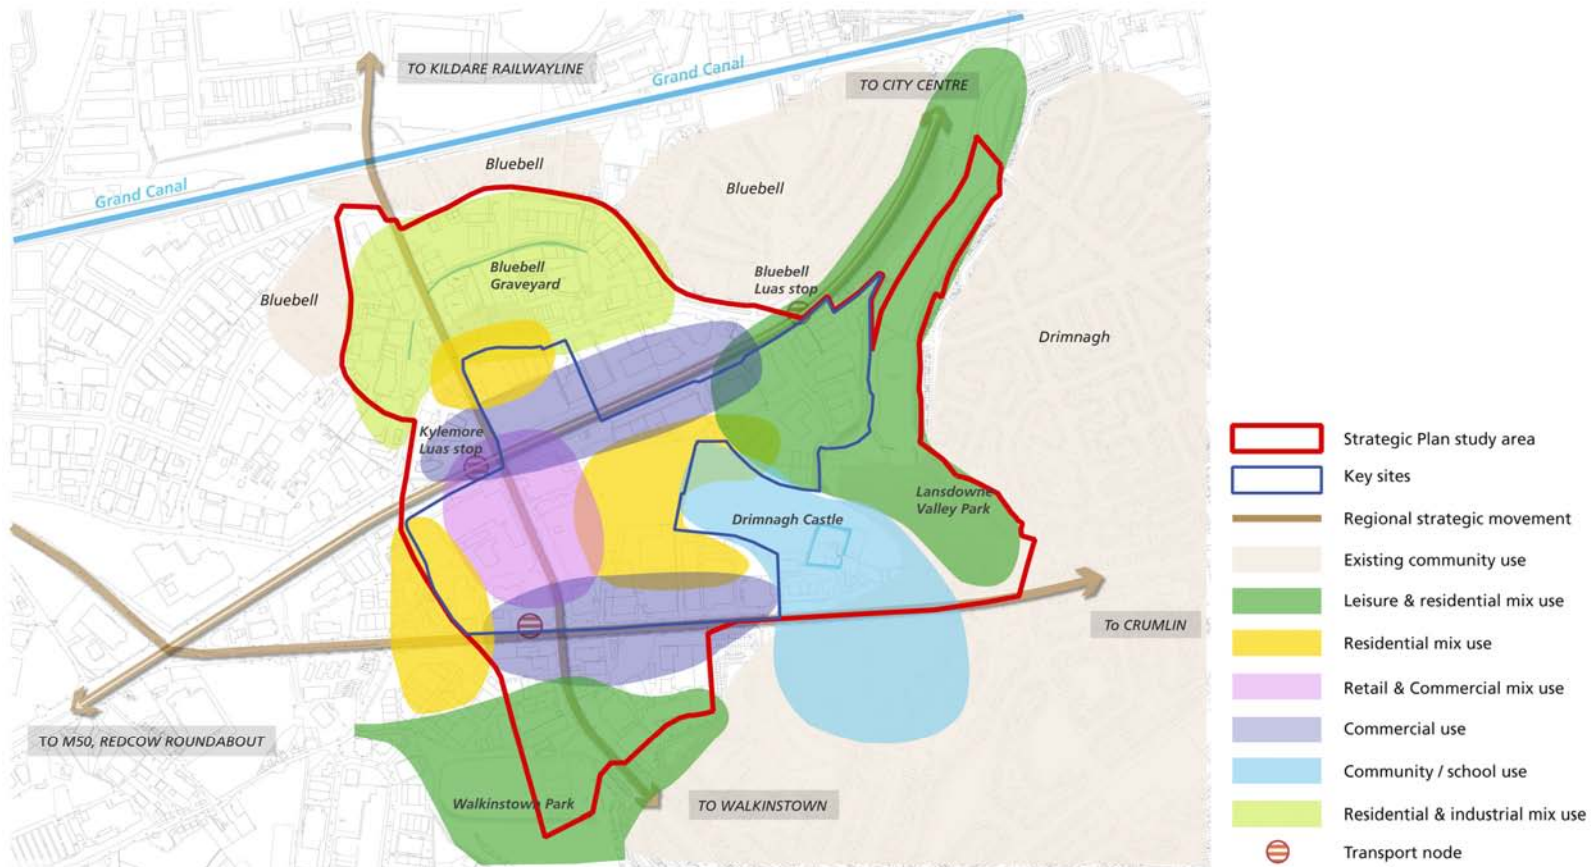 TO KILDARE RAILWAYLINE
Grand Canal
TO CITY CENTRE
Bluebell
Bluebell
Grand Canal
Bluebell
Graveyard
Bluebell
Luas stop
Bluebell
Drimnagh
Kylemore
Luas stop
Lansdowne
Valley Park
Drimnagh Castle
To CRUMLIN
TO M50, REDCOW ROUNDABOUT
Walkinstown Park
TO WALKINSTOWN
Strategic Plan study area
Key sites
Regional strategic movement
Existing community use
Leisure & residential mix use
Residential mix use
Retail & Commercial mix use
Commercial use
Community / school use
Residential & industrial mix use
Transport node